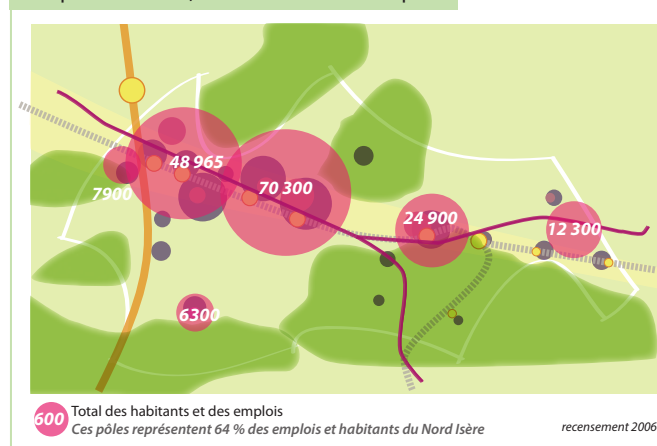 48 965
7900
70 300
24 900
12 300
6300
600 Total des habitants et des emplois
Ces pôles représentent 64 % des emplois et habitants du Nord Isère
recensement 2006